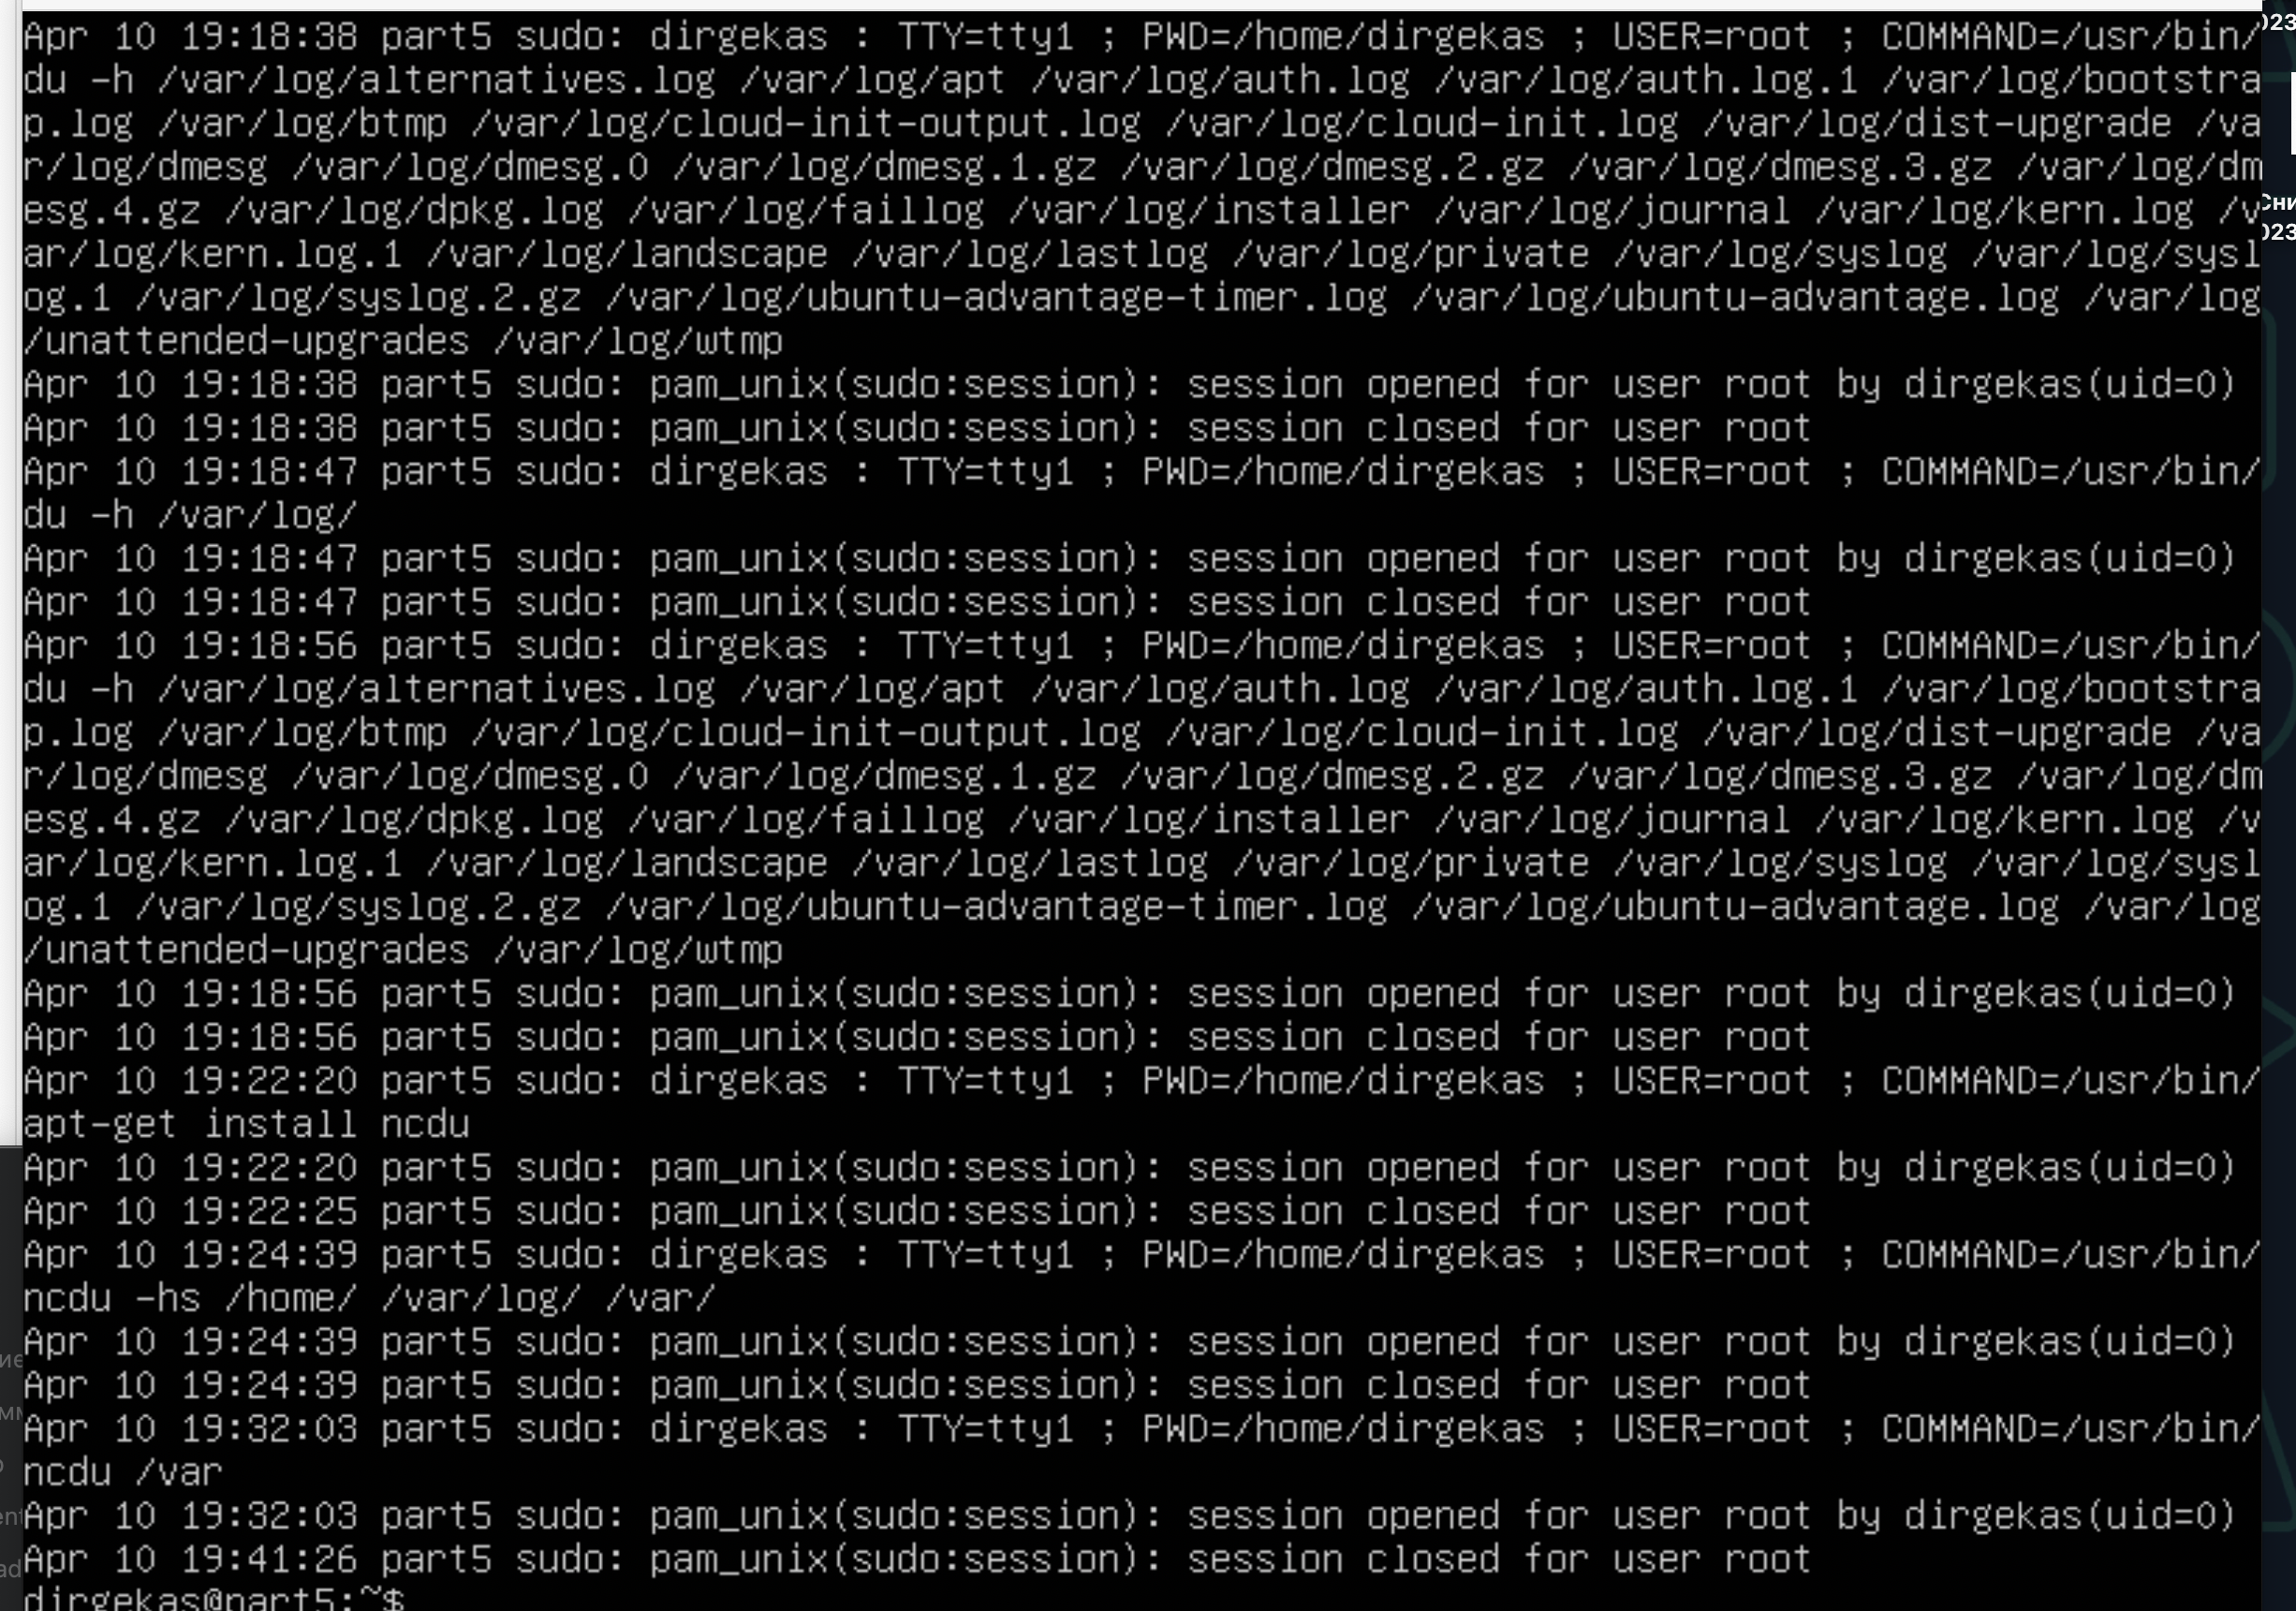 Apr 10 19:18:38 part5 sudo: dirgekas : TTY=tty1 ; PWD=/home/dirgekas ; USER=root ; COMMAND=/usr/bin/
du -h /var/log/alternatives.log /var/log/apt /var/log/auth.log /var/log/auth.log.1 /var/log/bootstra
p.log /var/log/btmp /var/log/cloud-init-output.log /var/log/cloud-init.log /var/log/dist-upgrade /va
r/log/dmesg /var/log/dmesg.0 /var/log/dmesg.1.gz /var/log/dmesg.2.gz /var/log/dmesg.3.gz /var/log/dm
esg.4.gz /var/log/dpkg.log /var/log/faillog /var/log/installer /var/log/journal /var/log/kern.log /v
ar/log/kern.log.1 /var/log/landscape /var/log/lastlog /var/log/private /var/log/syslog /var/log/sysl
og.1 /var/log/syslog.2.gz /var/log/ubuntu-advantage-timer.log /var/log/ubuntu-advantage.log /var/log
/unattended-upgrades /var/log/wtmp
Apr 10 19:18:38 part5 sudo: pam_unix(sudo:session): session opened for user root by dirgekas(uid=0)
Apr 10 19:18:38 part5 sudo: pam_unix(sudo:session): session closed for user root
Apr 10 19:18:47 part5 sudo: dirgekas : TTY=tty1 ; PWD=/home/dirgekas ; USER=root ; COMMAND=/usr/bin/
du -h /var/log/
Apr 10 19:18:47 part5 sudo: pam_unix(sudo:session): session opened for user root by dirgekas(uid=0)
Apr 10 19:18:47 part5 sudo: pam_unix(sudo:session): session closed for user root
Apr 10 19:18:56 part5 sudo: dirgekas : TTY=tty1 ; PWD=/home/dirgekas ; USER=root ; COMMAND=/usr/bin/
du -h /var/log/alternatives.log /var/log/apt /var/log/auth.log /var/log/auth.log.1 /var/log/bootstra
p.log /var/log/btmp /var/log/cloud-init-output.log /var/log/cloud-init.log /var/log/dist-upgrade /va
r/log/dmesg /var/log/dmesg.0 /var/log/dmesg.1.gz /var/log/dmesg.2.gz /var/log/dmesg.3.gz /var/log/dm
esg.4.gz /var/log/dpkg.log /var/log/faillog /var/log/installer /var/log/journal /var/log/kern.log /v
ar/log/kern.log.1 /var/log/landscape /var/log/lastlog /var/log/private /var/log/syslog /var/log/sysl
og.1 /var/log/syslog.2.gz /var/log/ubuntu-advantage-timer.log /var/log/ubuntu-advantage.log /var/log
/unattended-upgrades /var/log/wtmp
Apr 10 19:18:56 part5 sudo: pam_unix(sudo:session): session opened for user root by dirgekas(uid=0)
Apr 10 19:18:56 part5 sudo: pam_unix(sudo:session): session closed for user root
Apr 10 19:22:20 part5 sudo: dirgekas : TTY=tty1 ; PWD=/home/dirgekas ; USER=root ; COMMAND=/usr/bin/
apt-get install ncdu
Apr 10 19:22:20 part5 sudo: pam_unix(sudo:session): session opened for user root by dirgekas(uid=0)
Apr 10 19:22:25 part5 sudo: pam_unix(sudo:session): session closed for user root
Apr 10 19:24:39 part5 sudo: dirgekas : TTY=tty1 ; PWD=/home/dirgekas ; USER=root ; COMMAND=/usr/bin/
ncdu -hs /home/ /var/log/ /var/
Apr 10 19:24:39 part5 sudo: pam_unix(sudo:session): session opened for user root by dirgekas(uid=0)
Apr 10 19:24:39 part5 sudo: pam_unix(sudo:session): session closed for user root
Apr 10 19:32:03 part5 sudo: dirgekas : TTY=tty1 ; PWD=/home/dirgekas ; USER=root ; COMMAND=/usr/bin/
ncdu /var
Apr 10 19:32:03 part5 sudo: pam_unix(sudo:session): session opened for user root by dirgekas(uid=0)
Apr 10 19:41:26 part5 sudo: pam_unix(sudo:session): session closed for user root
dirgekas@part5:~$